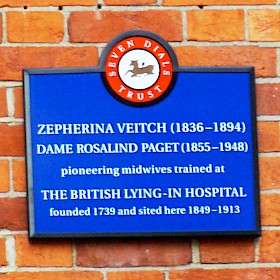 SEVEN DIALS
TRUST
ZEPHERINA VEITCH (1836–1894)
DAME ROSALIND PAGET (1855–1948)
pioneering midwives trained at
THE BRITISH LYING-IN HOSPITAL
founded 1739 and sited here 1849–1913